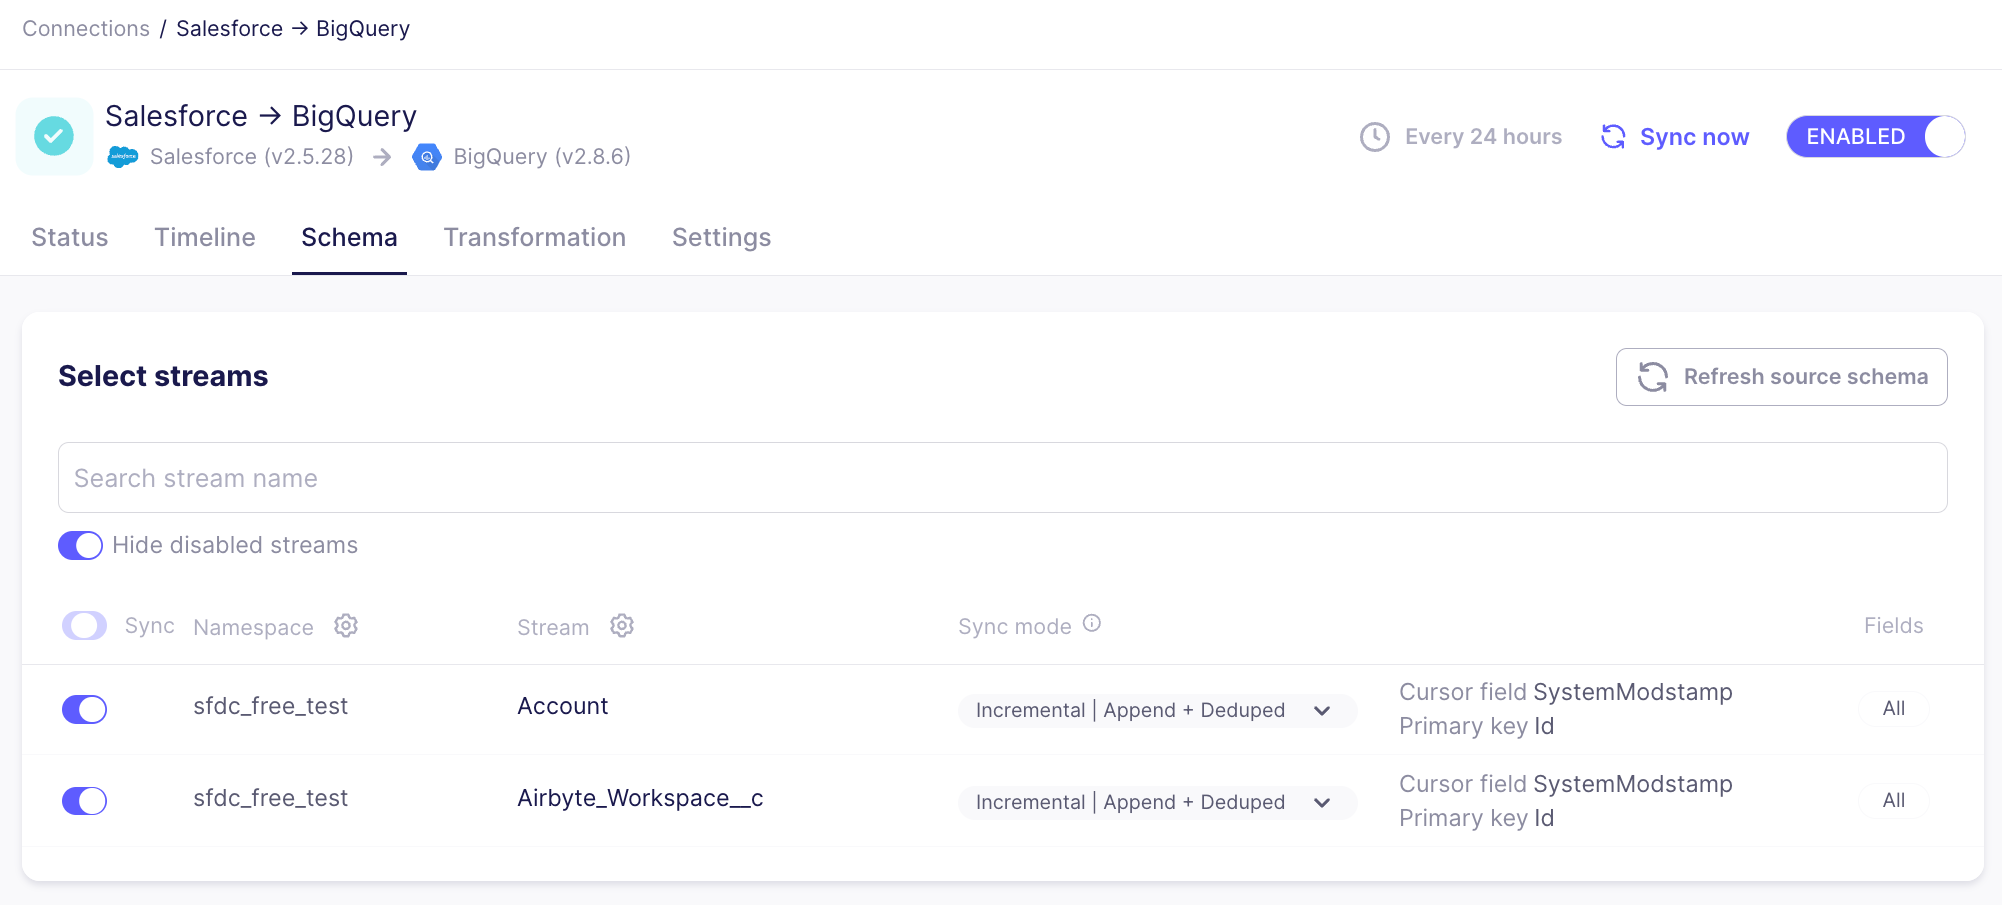 Connections / Salesforce → BigQuery
Salesforce → BigQuery
salesforce Salesforce (v2.5.28) → BigQuery (v2.8.6)
Every 24 hours
Sync now
ENABLED
Status Timeline Schema Transformation Settings
Select streams
Refresh source schema
Search stream name
Hide disabled streams
Sync Namespace Stream Sync mode Fields
sfdc_free_test Account Incremental | Append + Deduped Cursor field SystemModstamp All
Primary key Id
sfdc_free_test Airbyte_Workspace__c Incremental | Append + Deduped Cursor field SystemModstamp All
Primary key Id